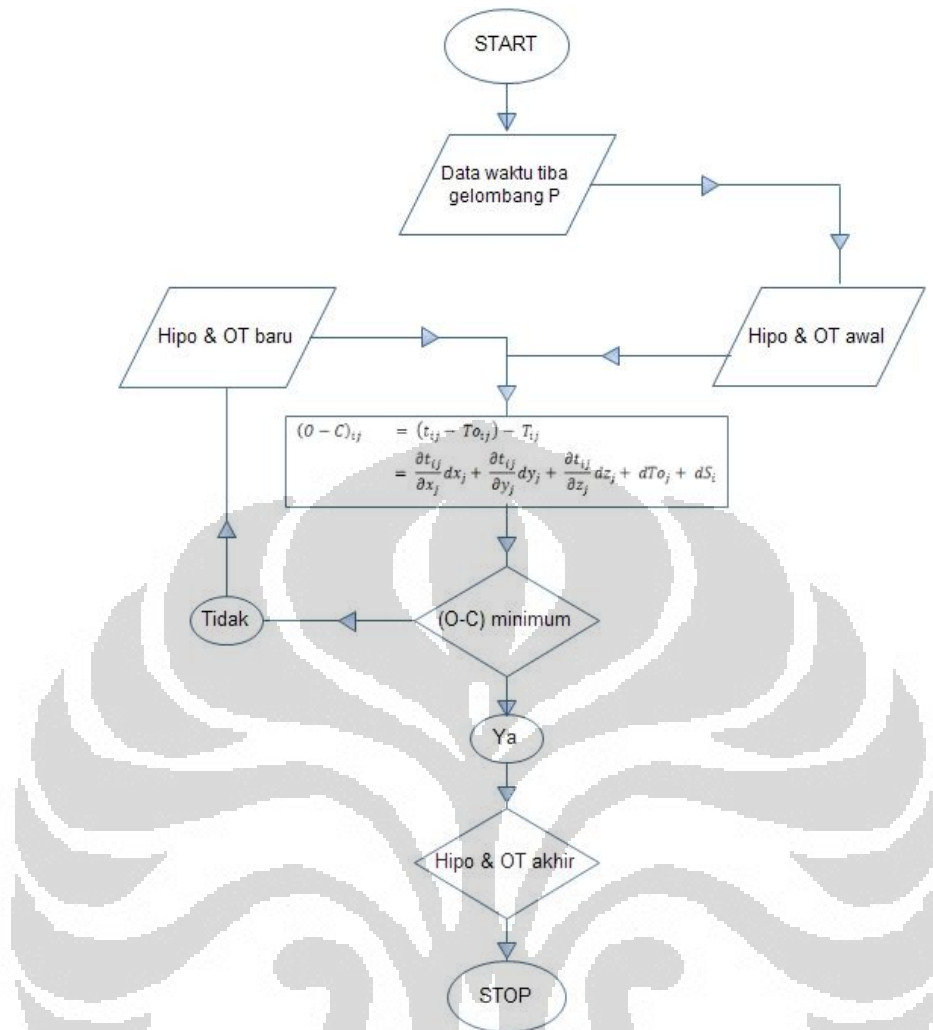 START
Data waktu tiba
gelombang P
Hipo & OT baru
Hipo & OT awal
(O − C)ᵢⱼ = (tᵢⱼ − Toᵢⱼ) − Tᵢⱼ
= ∂tᵢⱼ/∂xⱼ dxⱼ + ∂tᵢⱼ/∂yⱼ dyⱼ + ∂tᵢⱼ/∂zⱼ dzⱼ + dToⱼ + dSᵢ
Tidak
(O-C) minimum
Ya
Hipo & OT akhir
STOP